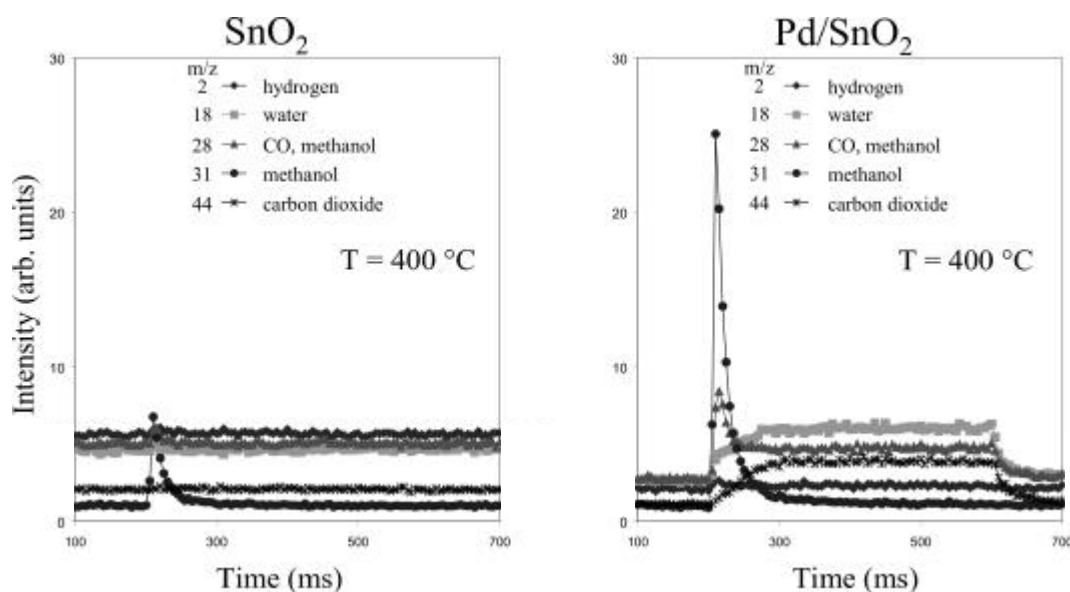 SnO₂
30
20
10
0
100
300
500
700
Intensity (arb. units)
Time (ms)
m/z
2 hydrogen
18 water
28 CO, methanol
31 methanol
44 carbon dioxide
T = 400 °C
Pd/SnO₂
30
20
10
0
100
300
500
700
Time (ms)
m/z
2 hydrogen
18 water
28 CO, methanol
31 methanol
44 carbon dioxide
T = 400 °C